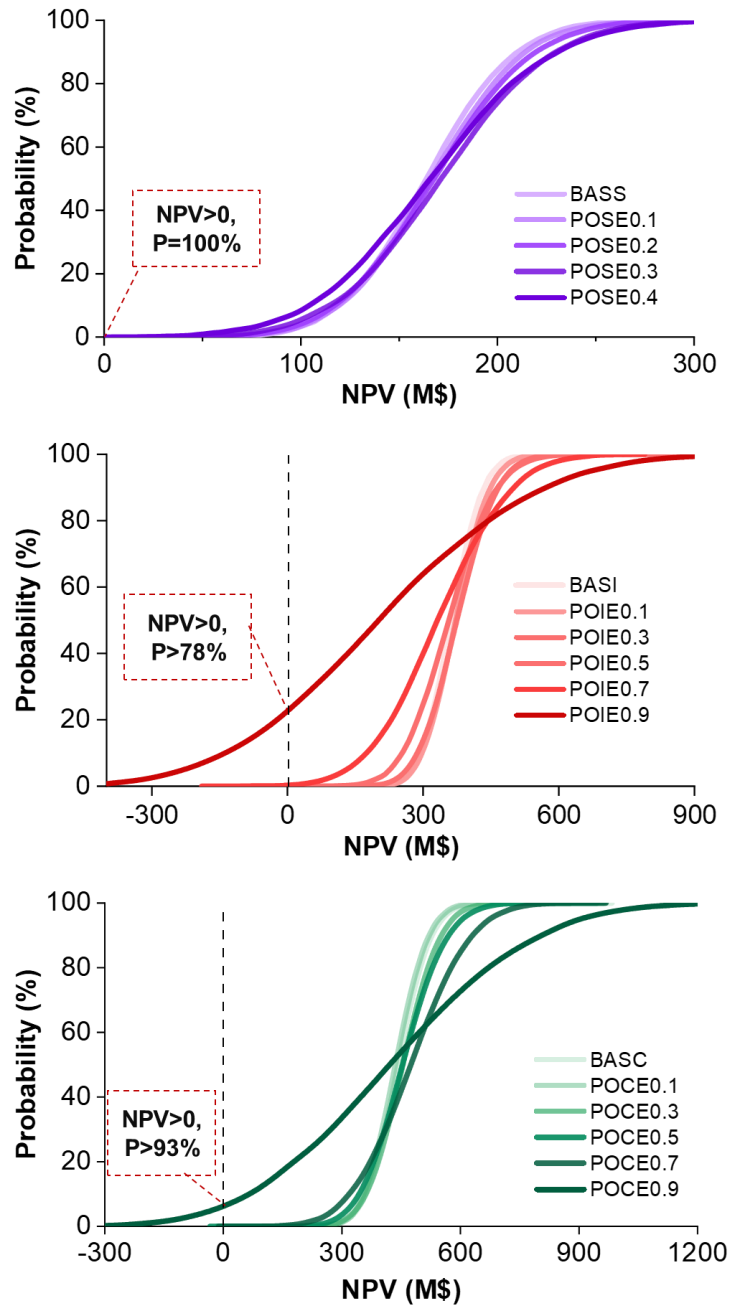 100
80
60
40
20
0
Probability (%)
NPV>0,
P=100%
BASS
POSE0.1
POSE0.2
POSE0.3
POSE0.4
0
100
200
300
NPV (M$)
100
80
60
40
20
0
Probability (%)
NPV>0,
P>78%
BASI
POIE0.1
POIE0.3
POIE0.5
POIE0.7
POIE0.9
-300
0
300
600
900
NPV (M$)
100
80
60
40
20
0
Probability (%)
NPV>0,
P>93%
BASC
POCE0.1
POCE0.3
POCE0.5
POCE0.7
POCE0.9
-300
0
300
600
900
1200
NPV (M$)